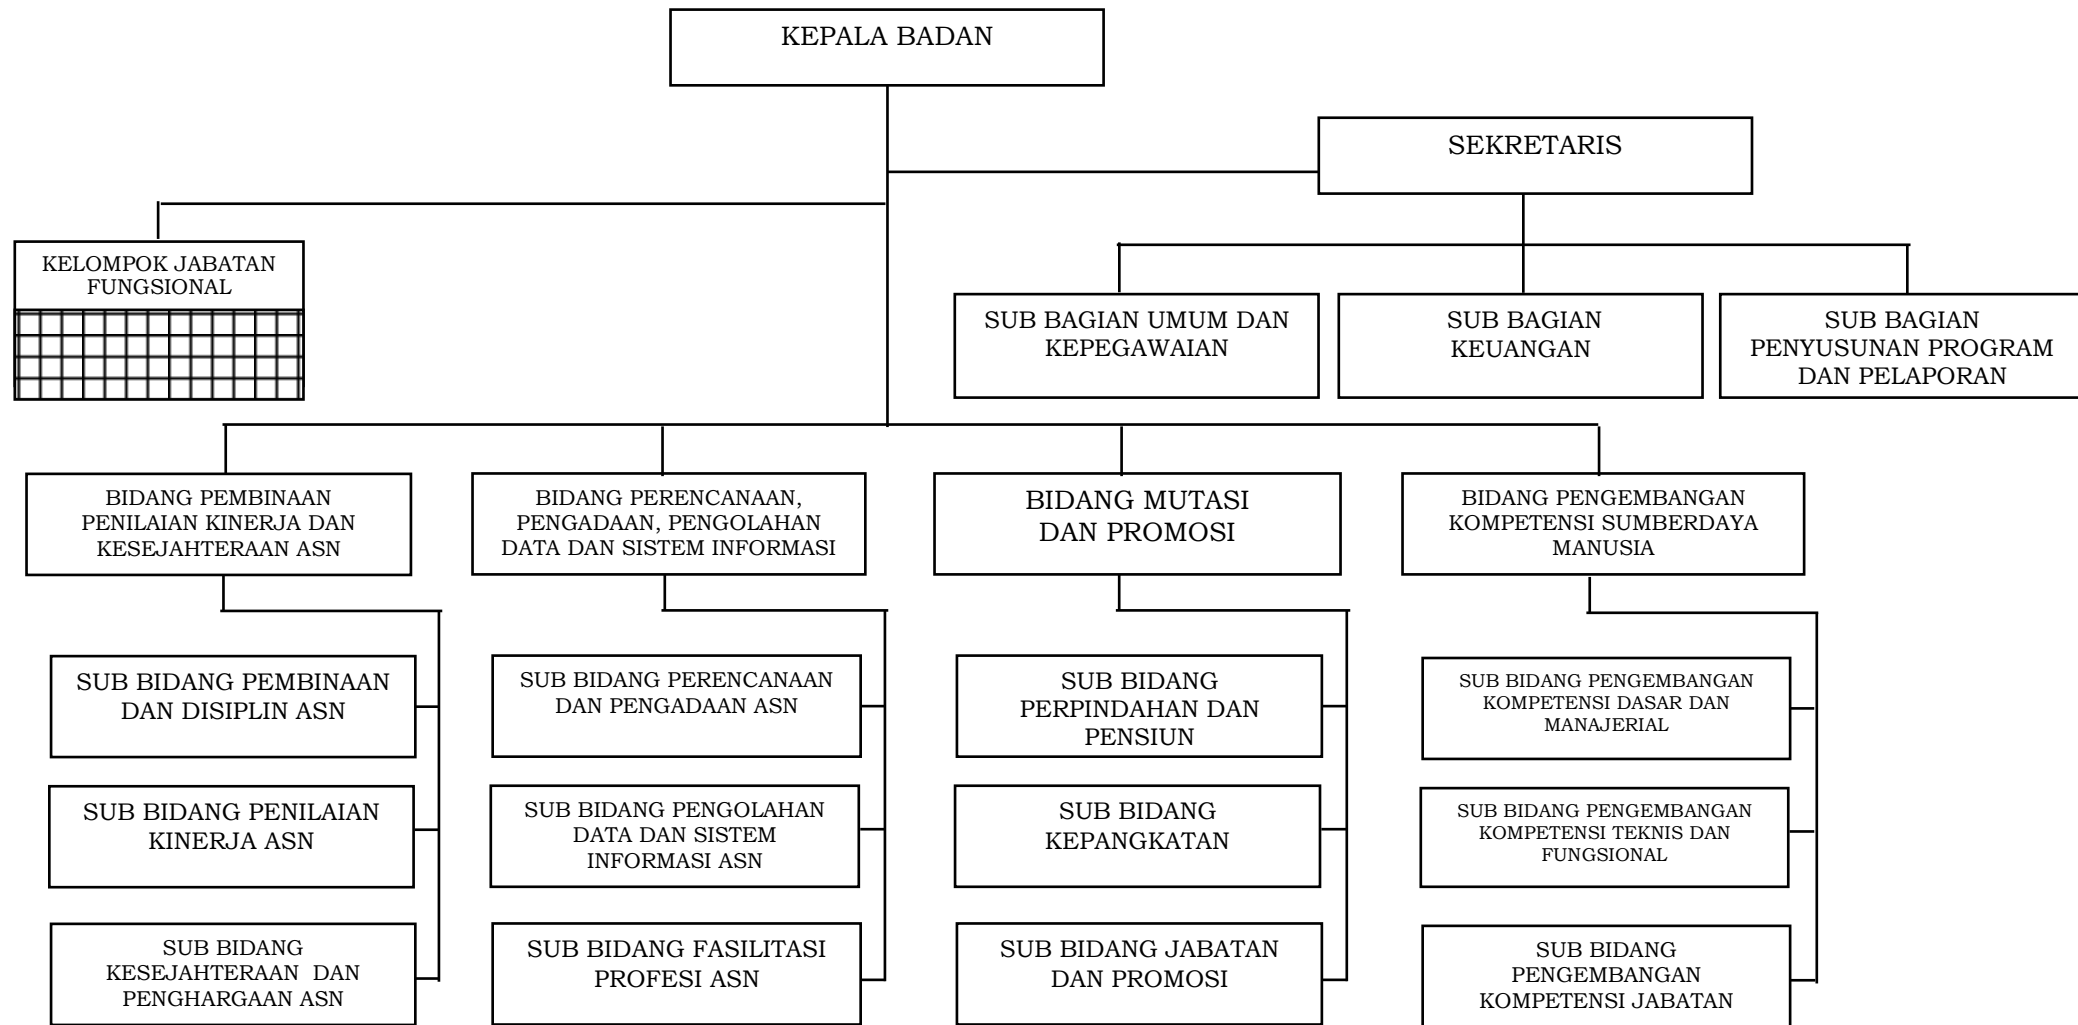 KEPALA BADAN
SEKRETARIS
KELOMPOK JABATAN
FUNGSIONAL
SUB BAGIAN UMUM DAN
KEPEGAWAIAN
SUB BAGIAN
KEUANGAN
SUB BAGIAN
PENYUSUNAN PROGRAM
DAN PELAPORAN
BIDANG PEMBINAAN
PENILAIAN KINERJA DAN
KESEJAHTERAAN ASN
BIDANG PERENCANAAN,
PENGADAAN, PENGOLAHAN
DATA DAN SISTEM INFORMASI
BIDANG MUTASI
DAN PROMOSI
BIDANG PENGEMBANGAN
KOMPETENSI SUMBERDAYA
MANUSIA
SUB BIDANG PEMBINAAN
DAN DISIPLIN ASN
SUB BIDANG PERENCANAAN
DAN PENGADAAN ASN
SUB BIDANG
PERPINDAHAN DAN
PENSIUN
SUB BIDANG PENGEMBANGAN
KOMPETENSI DASAR DAN
MANAJERIAL
SUB BIDANG PENILAIAN
KINERJA ASN
SUB BIDANG PENGOLAHAN
DATA DAN SISTEM
INFORMASI ASN
SUB BIDANG
KEPANGKATAN
SUB BIDANG PENGEMBANGAN
KOMPETENSI TEKNIS DAN
FUNGSIONAL
SUB BIDANG
KESEJAHTERAAN  DAN
PENGHARGAAN ASN
SUB BIDANG FASILITASI
PROFESI ASN
SUB BIDANG JABATAN
DAN PROMOSI
SUB BIDANG
PENGEMBANGAN
KOMPETENSI JABATAN